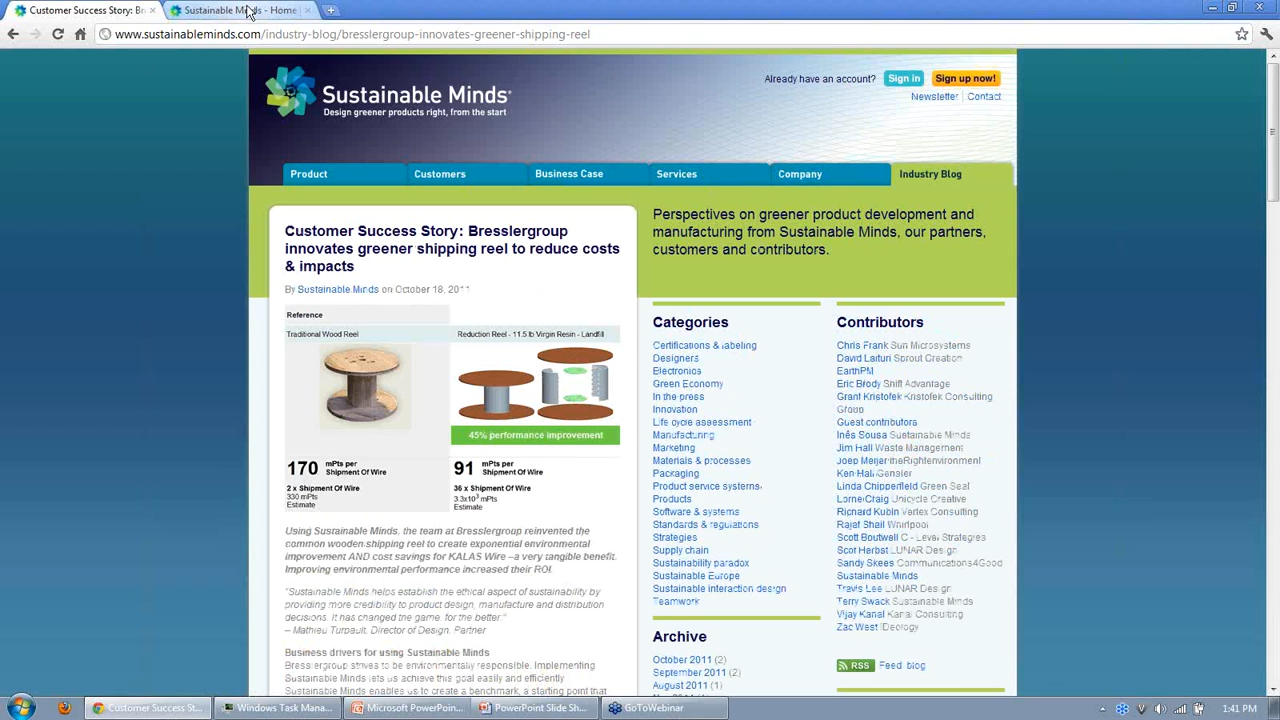 Customer Success Story: Br
Sustainable Minds - Home
www.sustainableminds.com/industry-blog/bresslergroup-innovates-greener-shipping-reel
Already have an account? Sign in Sign up now!
Newsletter | Contact
Sustainable Minds®
Design greener products right, from the start
Product Customers Business Case Services Company Industry Blog
Customer Success Story: Bresslergroup
innovates greener shipping reel to reduce costs
& impacts
By Sustainable Minds on October 18, 2011
Reference
Traditional Wood Reel
Reduction Reel - 11.5 lb Virgin Resin - Landfill
45% performance improvement
170 mPts per
Shipment Of Wire
2 x Shipment Of Wire
330 mPts
Estimate
91 mPts per
Shipment Of Wire
36 x Shipment Of Wire
3.3x10³ mPts
Estimate
Using Sustainable Minds, the team at Bresslergroup reinvented the
common wooden shipping reel to create exponential environmental
improvement AND cost savings for KALAS Wire –a very tangible benefit.
Improving environmental performance increased their ROI.
"Sustainable Minds helps establish the ethical aspect of sustainability by
providing more credibility to product design, manufacture and distribution
decisions. It has changed the game, for the better."
– Mathieu Turpault, Director of Design, Partner
Business drivers for using Sustainable Minds
Bresslergroup strives to be environmentally responsible. Implementing
Sustainable Minds lets us achieve this goal easily and efficiently.
Sustainable Minds enables us to create a benchmark, a starting point that
Perspectives on greener product development and
manufacturing from Sustainable Minds, our partners,
customers and contributors.
Categories
Certifications & labeling
Designers
Electronics
Green Economy
In the press
Innovation
Life cycle assessment
Manufacturing
Marketing
Materials & processes
Packaging
Product service systems
Products
Software & systems
Standards & regulations
Strategies
Supply chain
Sustainability paradox
Sustainable Europe
Sustainable interaction design
Teamwork
Archive
October 2011 (2)
September 2011 (2)
August 2011 (1)
Contributors
Chris Frank Sun Microsystems
David Laituri Sprout Creation
EarthPM
Eric Brody Shift Advantage
Grant Kristofek Kristofek Consulting
Group
Guest contributors
Inês Sousa Sustainable Minds
Jim Hall Waste Management
Joep Meijer theRightenvironment
Ken Hall Gensler
Linda Chipperfield Green Seal
Lorne Craig Unicycle Creative
Richard Kubin Vertex Consulting
Rajat Shail Whirlpool
Scott Boutwell C - Level Strategies
Scot Herbst LUNAR Design
Sandy Skees Communications4Good
Sustainable Minds
Travis Lee LUNAR Design
Terry Swack Sustainable Minds
Vijay Kanal Kanal Consulting
Zac West iDeology
RSS Feed: blog
Customer Success St...
Windows Task Mana...
Microsoft PowerPoin...
PowerPoint Slide Sh...
GoToWebinar
1:41 PM